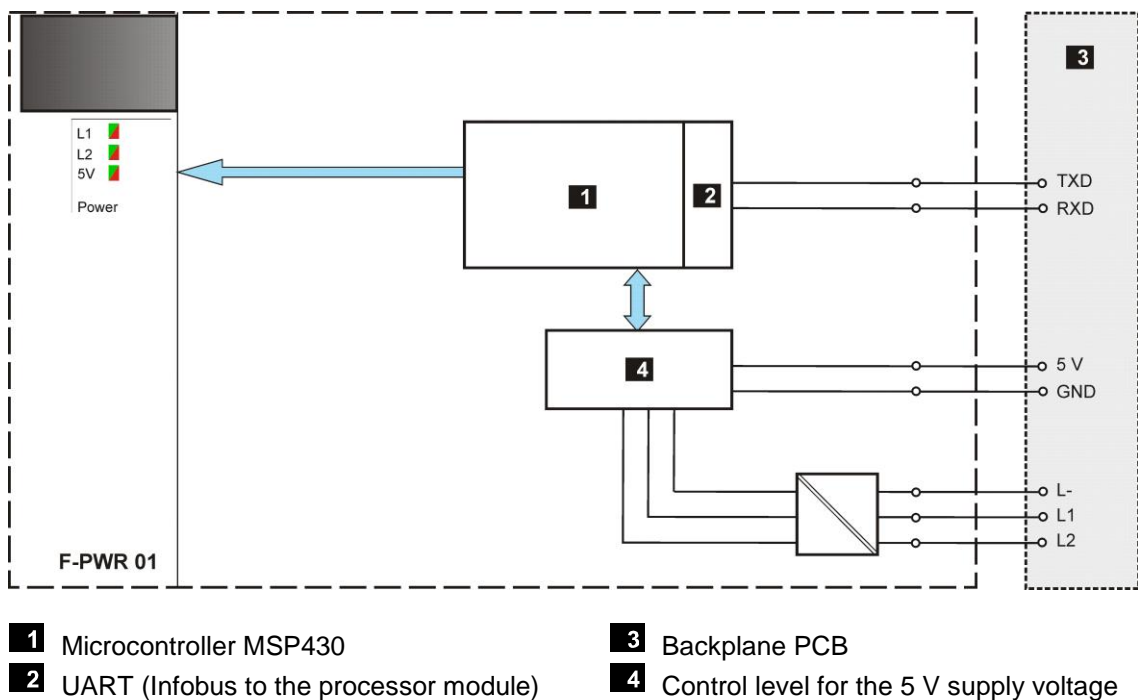 3
L1
L2
5V
Power
1
2
TXD
RXD
4
5 V
GND
L-
L1
L2
F-PWR 01
1 Microcontroller MSP430
2 UART (Infobus to the processor module)
3 Backplane PCB
4 Control level for the 5 V supply voltage